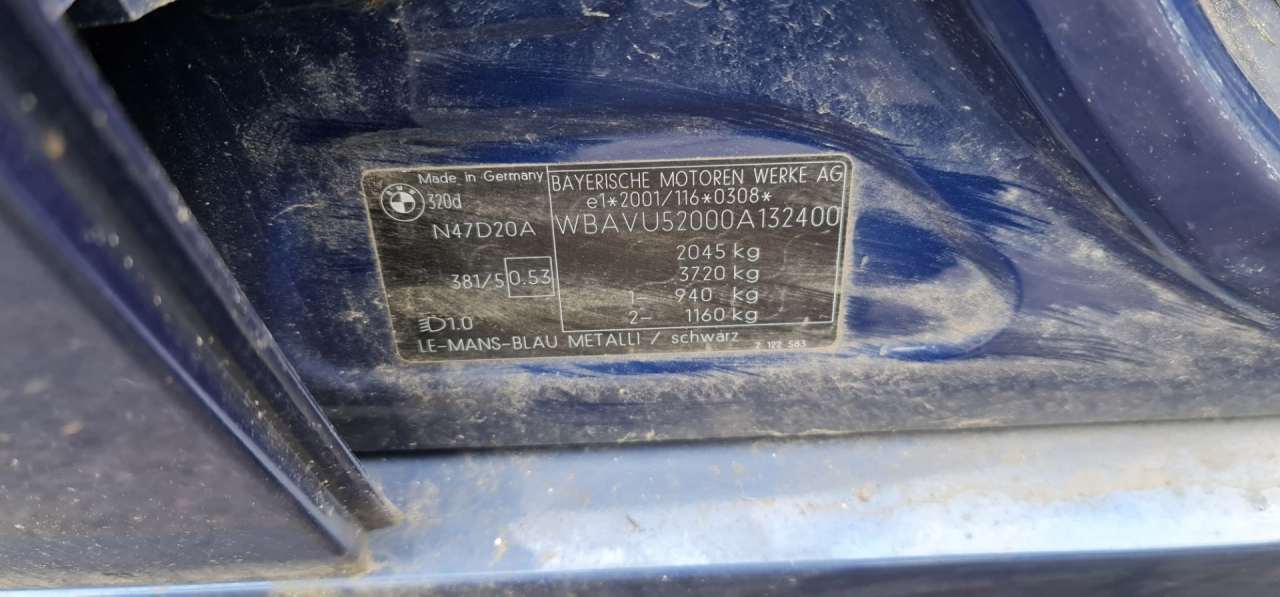 Made in Germany
320d
N47D20A
381/5 0.53
1.0
BAYERISCHE MOTOREN WERKE AG
e1*2001/116*0308*
WBAVU52000A132400
2045 kg
3720 kg
1- 940 kg
2- 1160 kg
LE-MANS-BLAU METALLI / schwarz
2 122 583